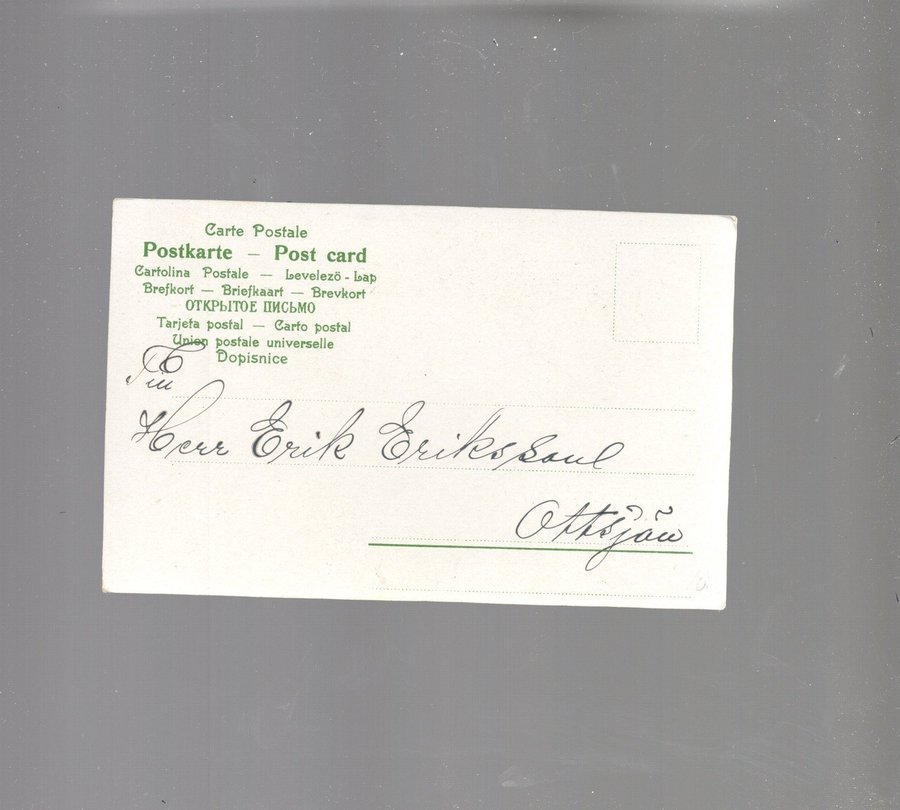 Carte Postale
Postkarte — Post card
Cartolina Postale — Levelezö-Lap
Brefkort — Briefkaart — Brevkort
ОТКРЫТОЕ ПИСЬМО
Tarjeta postal — Carto postal
Union postale universelle
Dopisnice
Till
Herr Erik Eriksson
Ottsjön